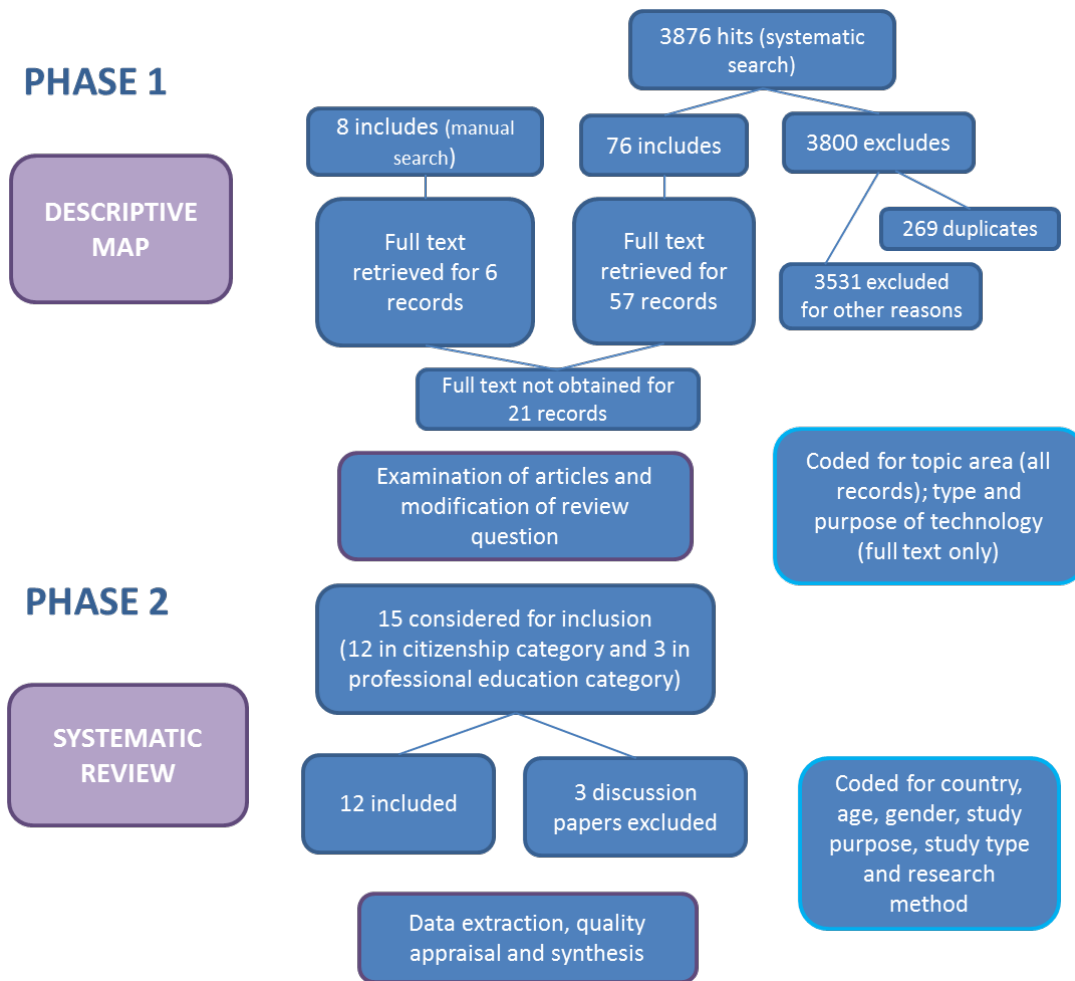 3876 hits (systematic
search)
PHASE 1
8 includes (manual
search)
76 includes
3800 excludes
DESCRIPTIVE
MAP
Full text
retrieved for 6
records
Full text
retrieved for
57 records
269 duplicates
3531 excluded
for other reasons
Full text not obtained for
21 records
Examination of articles and
modification of review
question
Coded for topic area (all
records); type and
purpose of technology
(full text only)
PHASE 2
15 considered for inclusion
(12 in citizenship category and 3 in
professional education category)
SYSTEMATIC
REVIEW
12 included
3 discussion
papers excluded
Coded for country,
age, gender, study
purpose, study type
and research
method
Data extraction, quality
appraisal and synthesis